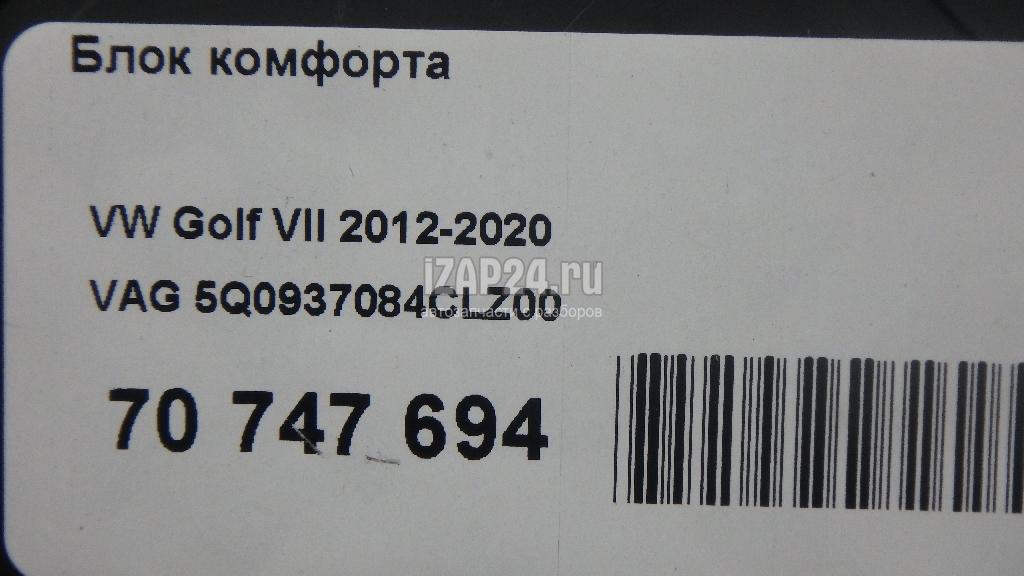 Блок комфорта
VW Golf VII 2012-2020
iZAP24.ru
VAG 5Q0937084CLZ00
автозапчасти с разборов
70 747 694